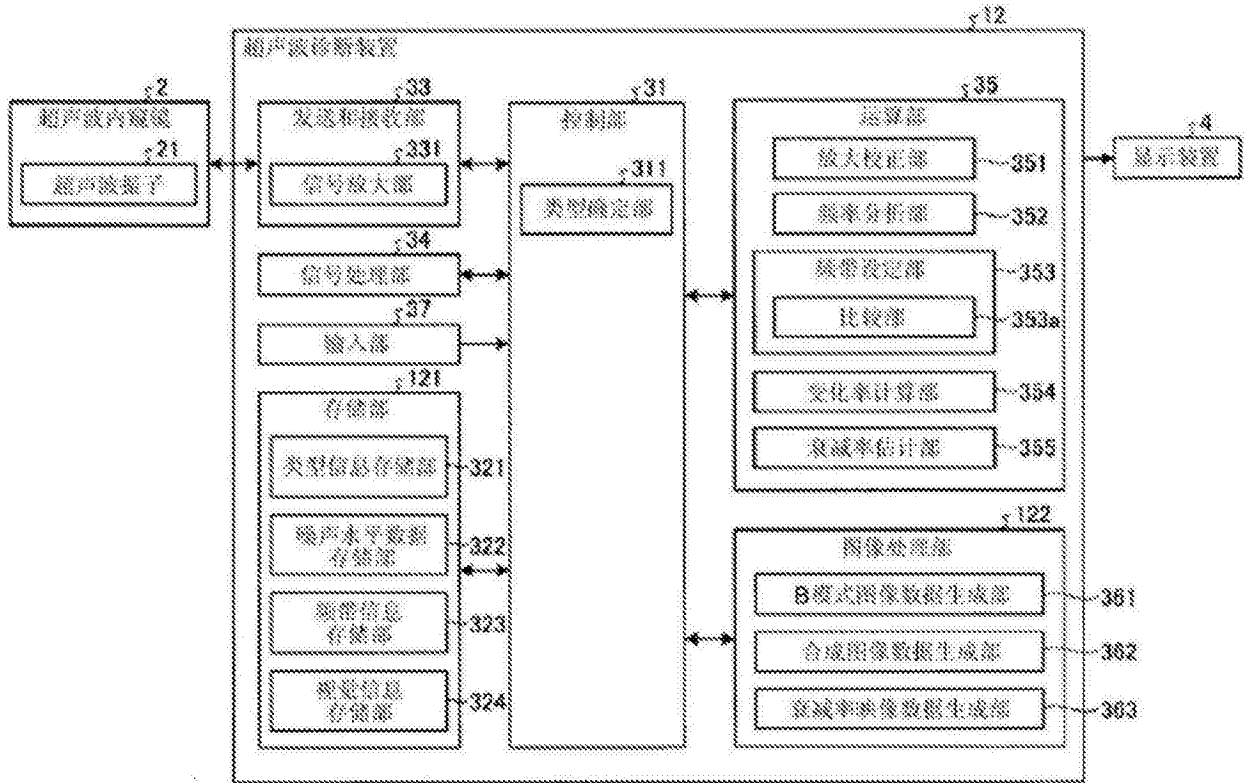 12
超声波诊断装置
2
超声波内窥镜
21
超声波振子
33
发送和接收部
331
信号放大部
34
信号处理部
37
输入部
121
存储部
类型信息存储部
321
噪声水平数据
存储部
322
频带信息
存储部
323
视觉信息
存储部
324
31
控制部
311
类型确定部
35
运算部
放大校正部
351
频率分析部
352
频带设定部
353
比较部
353a
变化率计算部
354
衰减率估计部
355
122
图像处理部
B模式图像数据生成部
361
合成图像数据生成部
362
衰减率映像数据生成部
363
4
显示装置